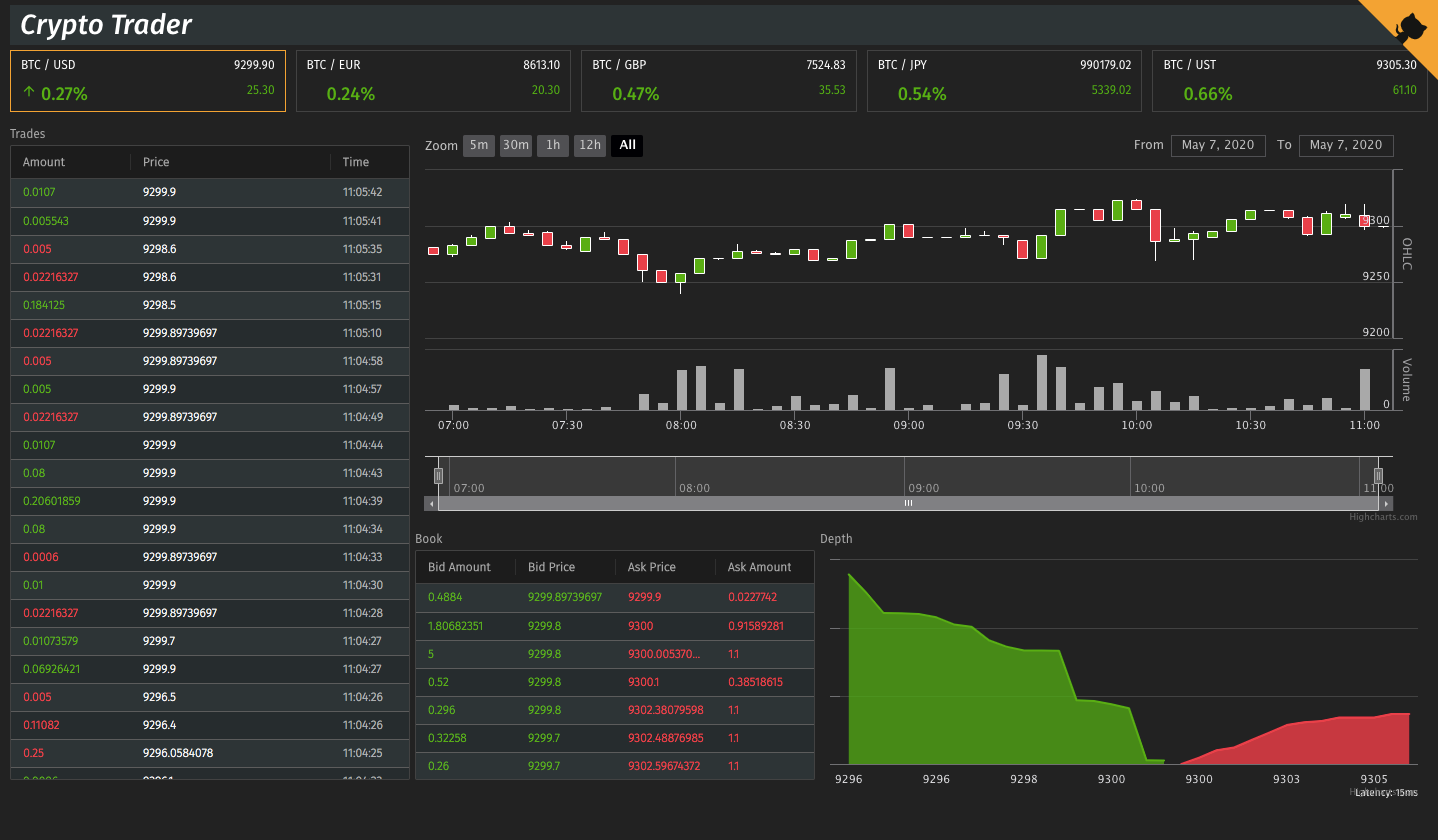 Crypto Trader
BTC / USD 9299.90
↑ 0.27% 25.30
BTC / EUR 8613.10
0.24% 20.30
BTC / GBP 7524.83
0.47% 35.53
BTC / JPY 990179.02
0.54% 5339.02
BTC / UST 9305.30
0.66% 61.10
Trades
Amount Price Time
0.0107 9299.9 11:05:42
0.005543 9299.9 11:05:41
0.005 9298.6 11:05:35
0.02216327 9298.6 11:05:31
0.184125 9298.5 11:05:15
0.02216327 9299.89739697 11:05:10
0.005 9299.89739697 11:04:58
0.005 9299.9 11:04:57
0.02216327 9299.89739697 11:04:49
0.0107 9299.9 11:04:44
0.08 9299.9 11:04:43
0.20601859 9299.9 11:04:39
0.08 9299.9 11:04:34
0.0006 9299.89739697 11:04:33
0.01 9299.9 11:04:30
0.02216327 9299.89739697 11:04:28
0.01073579 9299.7 11:04:27
0.06926421 9299.9 11:04:27
0.005 9296.5 11:04:26
0.11082 9296.4 11:04:26
0.25 9296.0584078 11:04:25
Zoom 5m 30m 1h 12h All
From May 7, 2020 To May 7, 2020
9300
9250
9200
OHLC
Volume
0
07:00 07:30 08:00 08:30 09:00 09:30 10:00 10:30 11:00
07:00 08:00 09:00 10:00 11:00
Highcharts.com
Book
Bid Amount Bid Price Ask Price Ask Amount
0.4884 9299.89739697 9299.9 0.0227742
1.80682351 9299.8 9300 0.91589281
5 9299.8 9300.005370... 1.1
0.52 9299.8 9300.1 0.38518615
0.296 9299.8 9302.38079598 1.1
0.32258 9299.7 9302.48876985 1.1
0.26 9299.7 9302.59674372 1.1
Depth
9296 9296 9298 9300 9300 9303 9305
Latency: 15ms